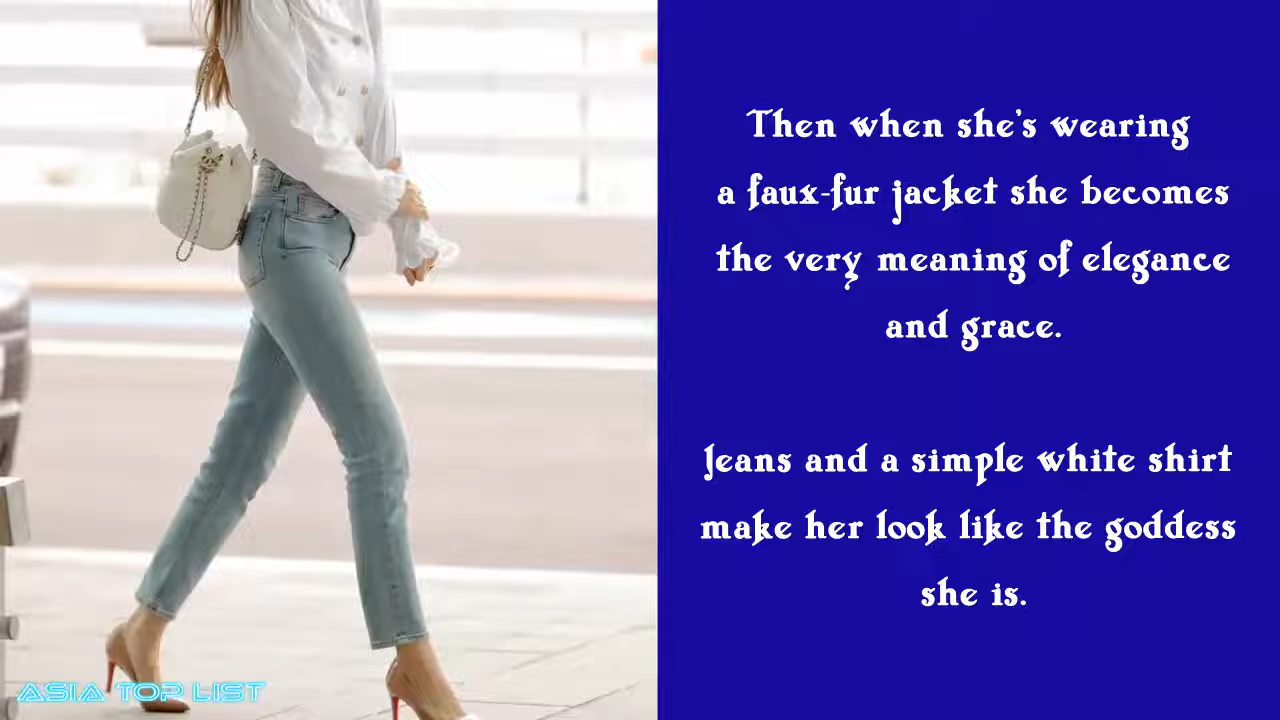 Then when she's wearing
a faux-fur jacket she becomes
the very meaning of elegance
and grace.
Jeans and a simple white shirt
make her look like the goddess
she is.
ASIA TOP LIST